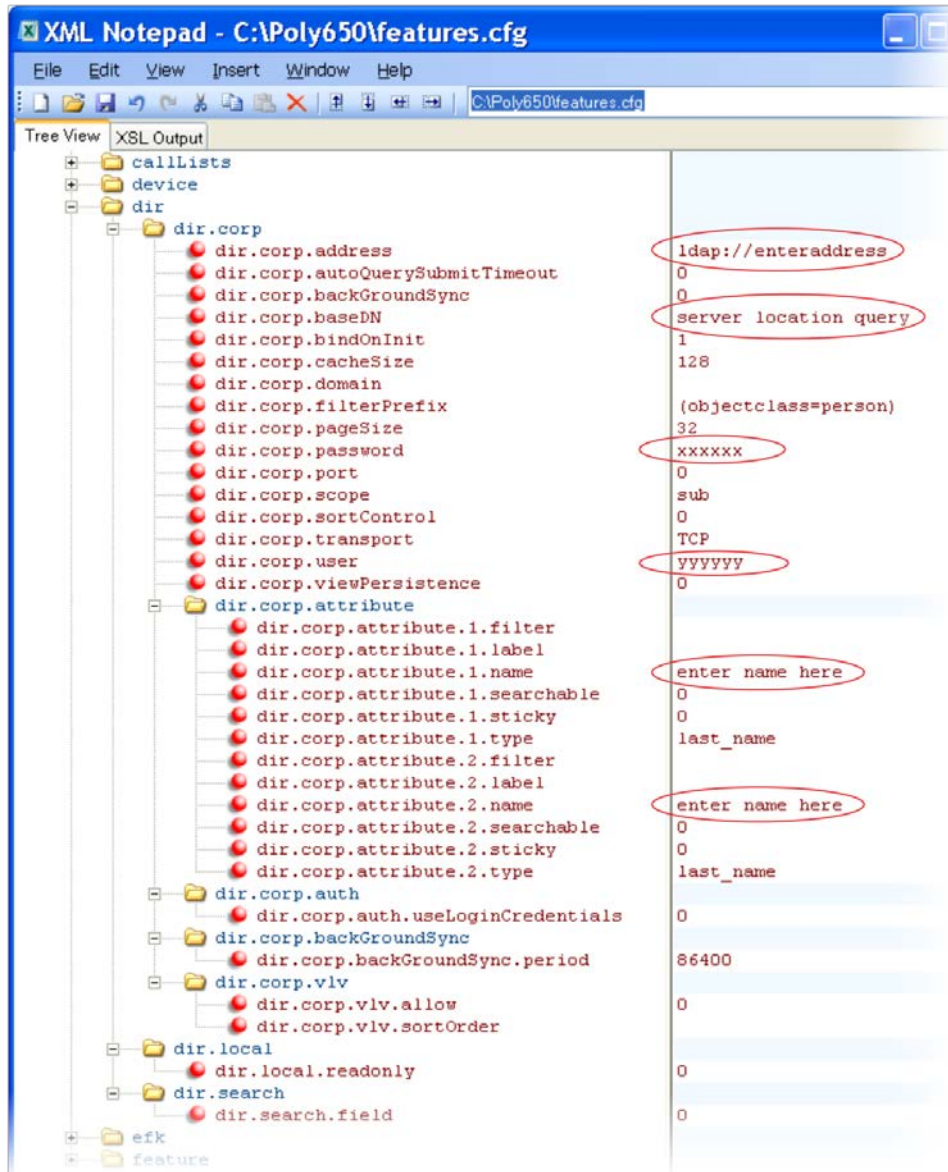 XML Notepad - C:\Poly650\features.cfg
File Edit View Insert Window Help
C:\Poly650\features.cfg
Tree View XSL Output
callLists
device
dir
dir.corp
dir.corp.address ldap://enteraddress
dir.corp.autoQuerySubmitTimeout 0
dir.corp.backGroundSync 0
dir.corp.baseDN server location query
dir.corp.bindOnInit 1
dir.corp.cacheSize 128
dir.corp.domain
dir.corp.filterPrefix (objectclass=person)
dir.corp.pageSize 32
dir.corp.password xxxxxx
dir.corp.port 0
dir.corp.scope sub
dir.corp.sortControl 0
dir.corp.transport TCP
dir.corp.user yyyyyy
dir.corp.viewPersistence 0
dir.corp.attribute
dir.corp.attribute.1.filter
dir.corp.attribute.1.label
dir.corp.attribute.1.name enter name here
dir.corp.attribute.1.searchable 0
dir.corp.attribute.1.sticky 0
dir.corp.attribute.1.type last_name
dir.corp.attribute.2.filter
dir.corp.attribute.2.label
dir.corp.attribute.2.name enter name here
dir.corp.attribute.2.searchable 0
dir.corp.attribute.2.sticky 0
dir.corp.attribute.2.type last_name
dir.corp.auth
dir.corp.auth.useLoginCredentials 0
dir.corp.backGroundSync
dir.corp.backGroundSync.period 86400
dir.corp.vlv
dir.corp.vlv.allow 0
dir.corp.vlv.sortOrder
dir.local
dir.local.readonly 0
dir.search
dir.search.field 0
efk
feature